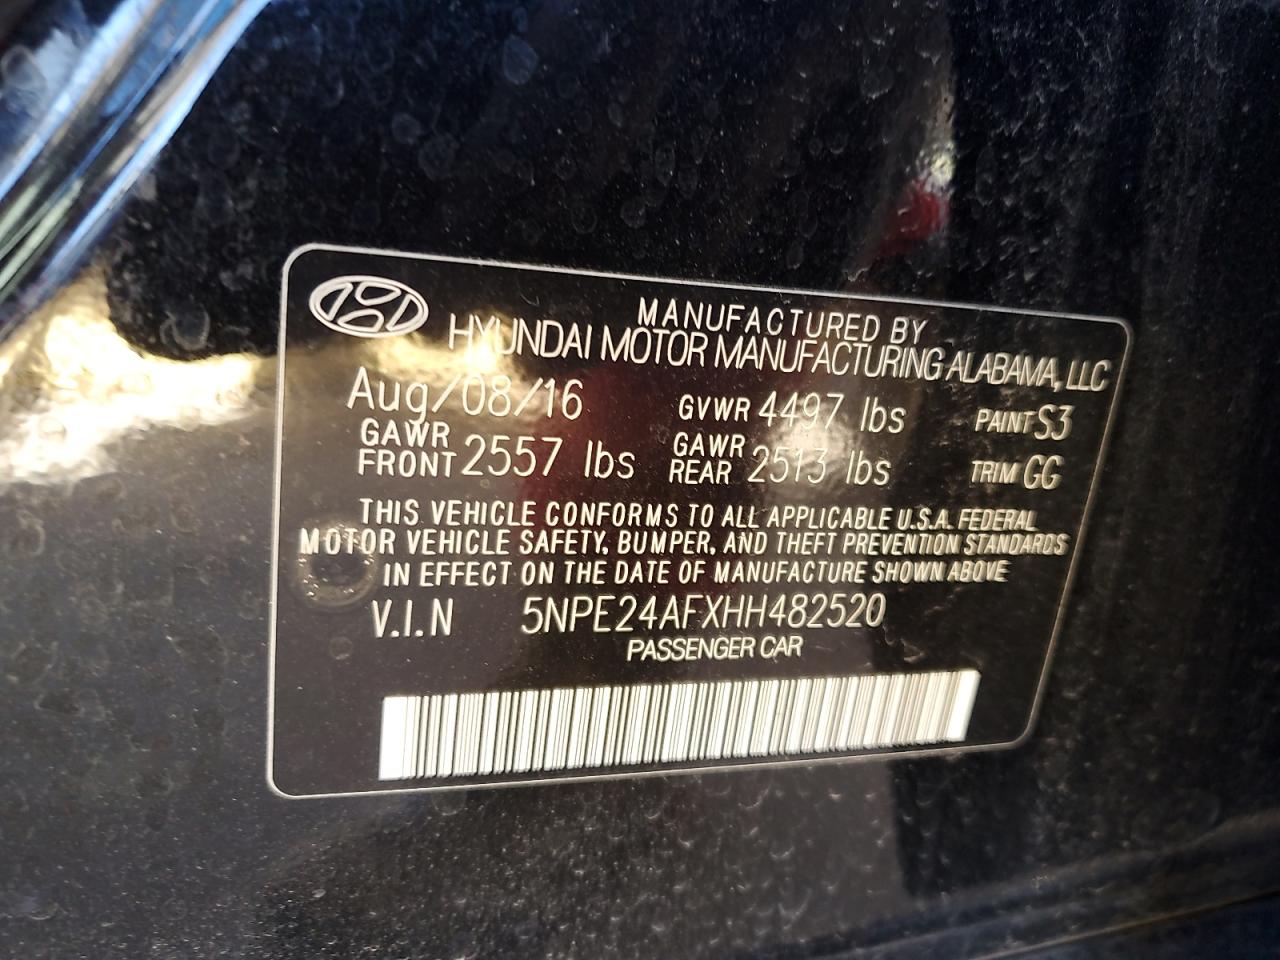 MANUFACTURED BY
HYUNDAI MOTOR MANUFACTURING ALABAMA, LLC
Aug/08/16 GVWR 4497 lbs PAINT S3
GAWR FRONT 2557 lbs GAWR REAR 2513 lbs TRIM GG
THIS VEHICLE CONFORMS TO ALL APPLICABLE U.S.A. FEDERAL
MOTOR VEHICLE SAFETY, BUMPER, AND THEFT PREVENTION STANDARDS
IN EFFECT ON THE DATE OF MANUFACTURE SHOWN ABOVE
V.I.N 5NPE24AFXHH482520
PASSENGER CAR